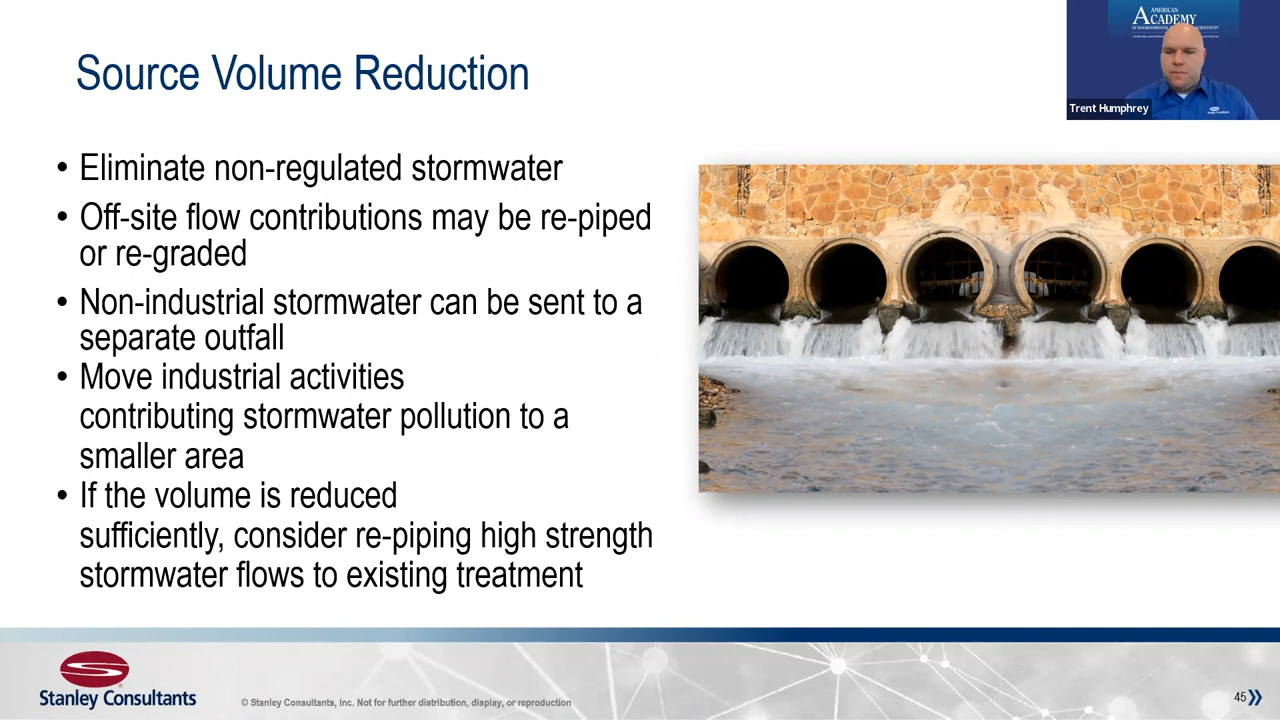 Source Volume Reduction
AMERICAN
ACADEMY
Trent Humphrey
• Eliminate non-regulated stormwater
• Off-site flow contributions may be re-piped
or re-graded
• Non-industrial stormwater can be sent to a
separate outfall
• Move industrial activities
contributing stormwater pollution to a
smaller area
• If the volume is reduced
sufficiently, consider re-piping high strength
stormwater flows to existing treatment
Stanley Consultants
© Stanley Consultants, Inc. Not for further distribution, display, or reproduction
45